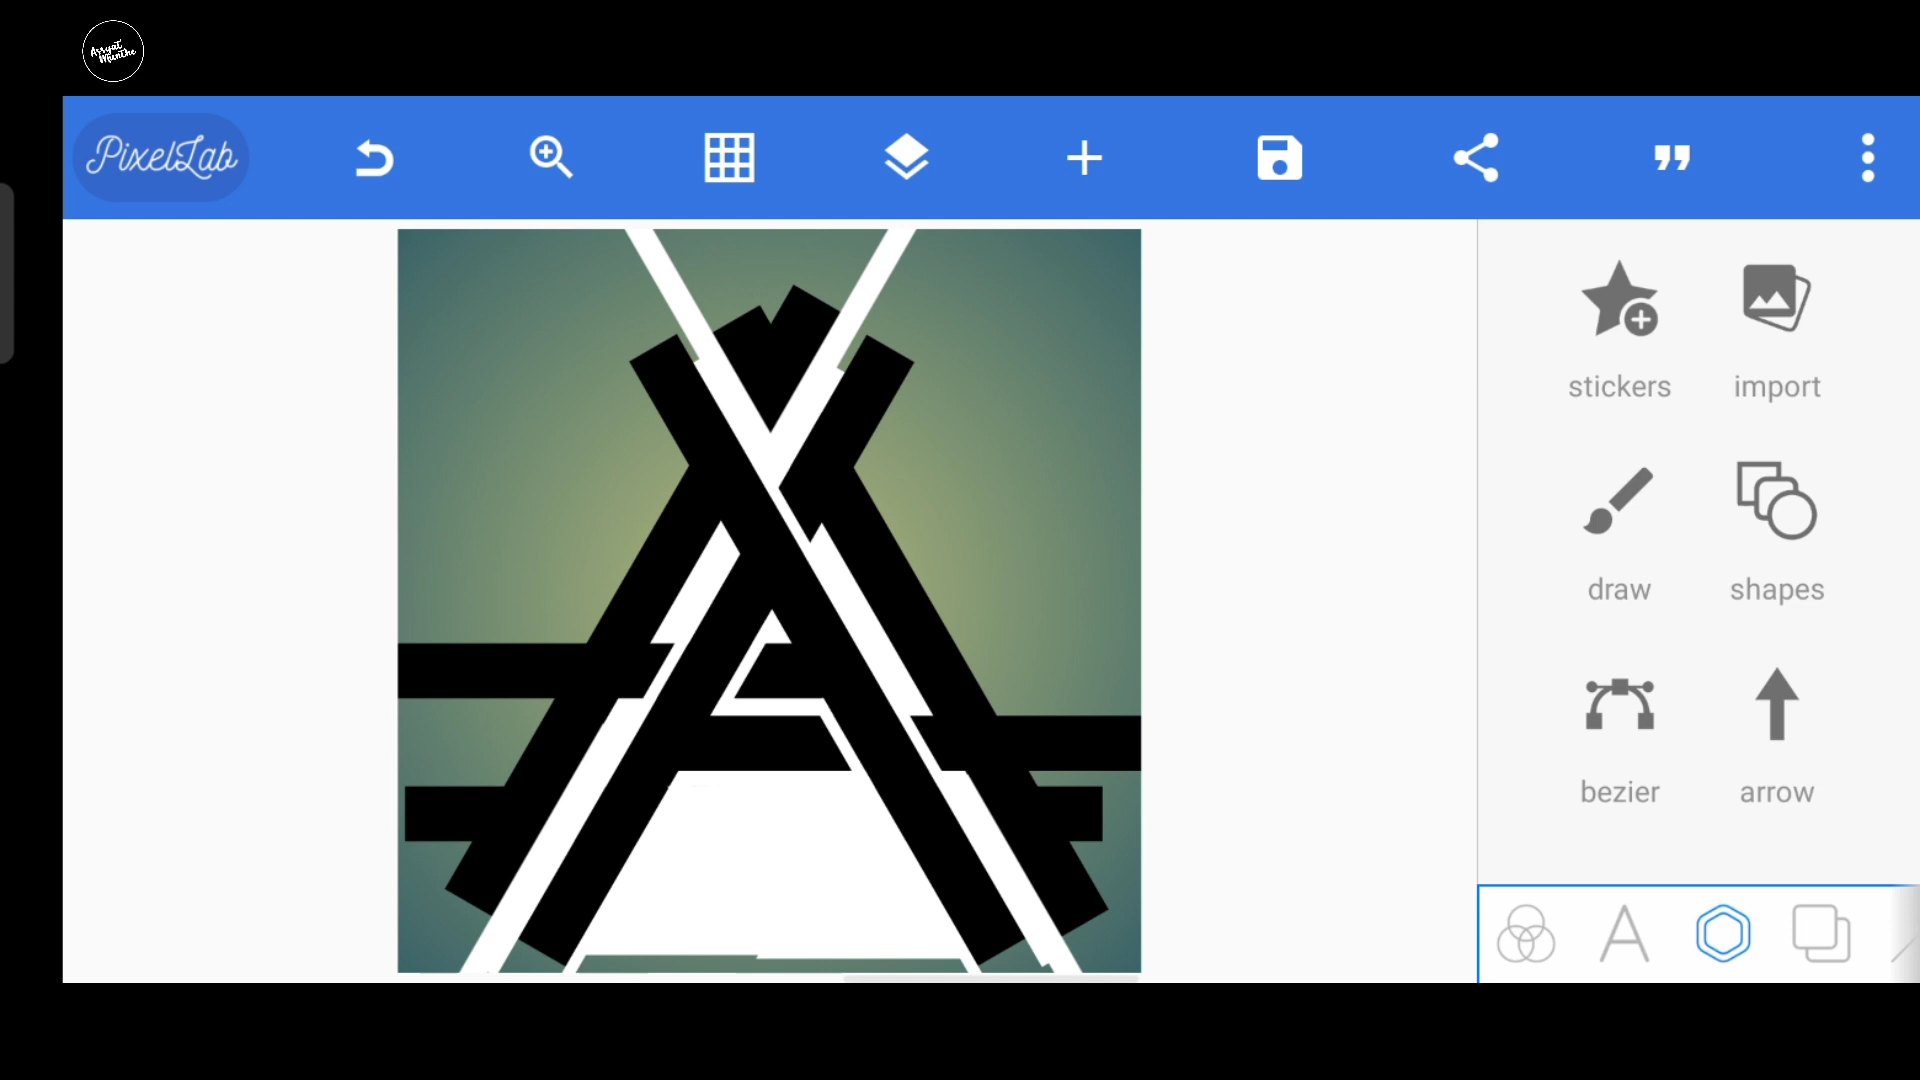 PixelLab
stickers
import
draw
shapes
bezier
arrow